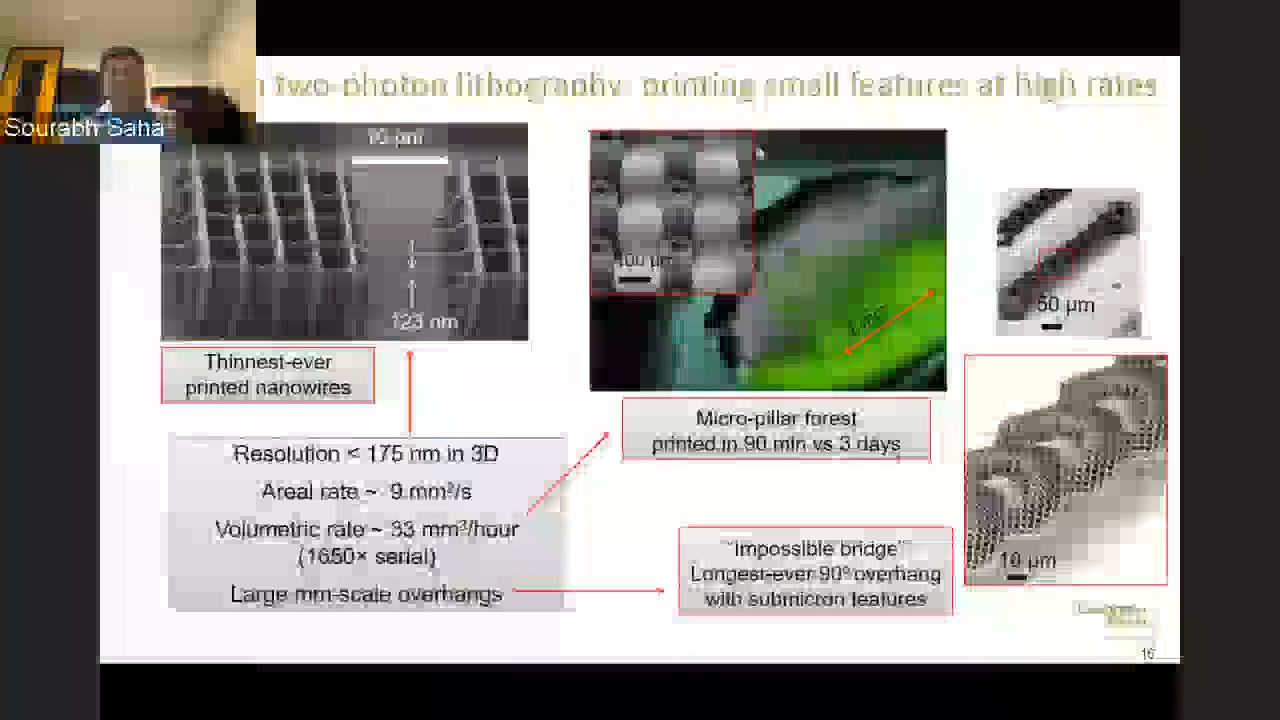 two-photon lithography: printing small features at high rates
Sourabh Saha
10 µm
123 nm
Thinnest-ever
printed nanowires
Resolution < 175 nm in 3D
Areal rate ~ 9 mm²/s
Volumetric rate ~ 33 mm³/hour
(1650× serial)
Large mm-scale overhangs
100 µm
Micro-pillar forest
printed in 90 min vs 3 days
"Impossible bridge"
Longest-ever 90° overhang
with submicron features
50 µm
10 µm
16